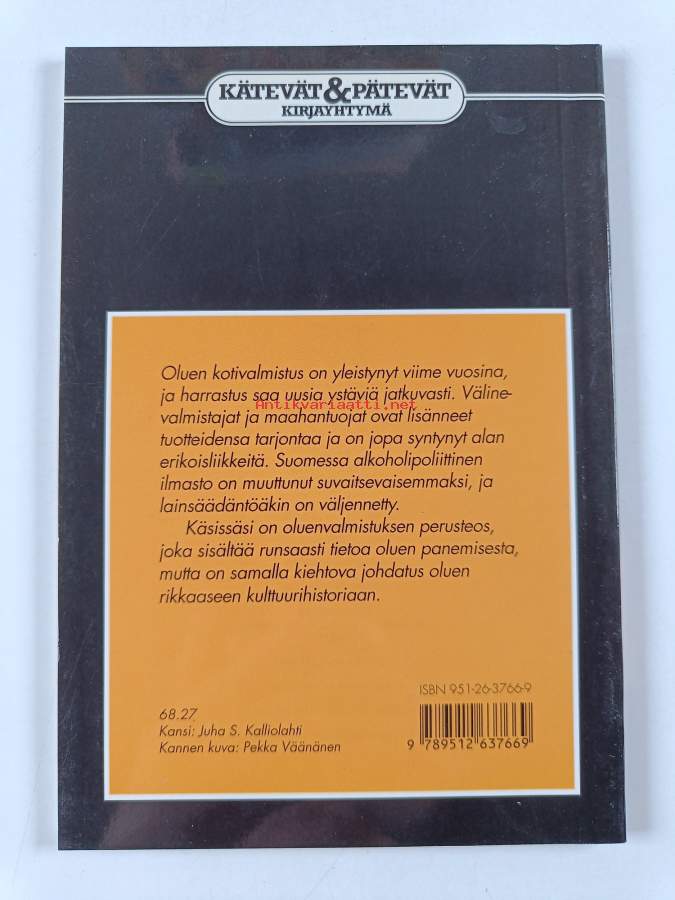 KÄTEVÄT & PÄTEVÄT
KIRJAYHTYMÄ
Oluen kotivalmistus on yleistynyt viime vuosina,
ja harrastus saa uusia ystäviä jatkuvasti. Väline-
Antikvariaatti.net
valmistajat ja maahantuojat ovat lisänneet
tuotteidensa tarjontaa ja on jopa syntynyt alan
erikoisliikkeitä. Suomessa alkoholipoliittinen
ilmasto on muuttunut suvaitsevaisemmaksi, ja
lainsäädäntöäkin on väljennetty.
Käsissäsi on oluenvalmistuksen perusteos,
joka sisältää runsaasti tietoa oluen panemisesta,
mutta on samalla kiehtova johdatus oluen
rikkaaseen kulttuurihistoriaan.
ISBN 951-26-3766-9
68.27
Kansi: Juha S. Kalliolahti
Kannen kuva: Pekka Väänänen
9 789512 637669